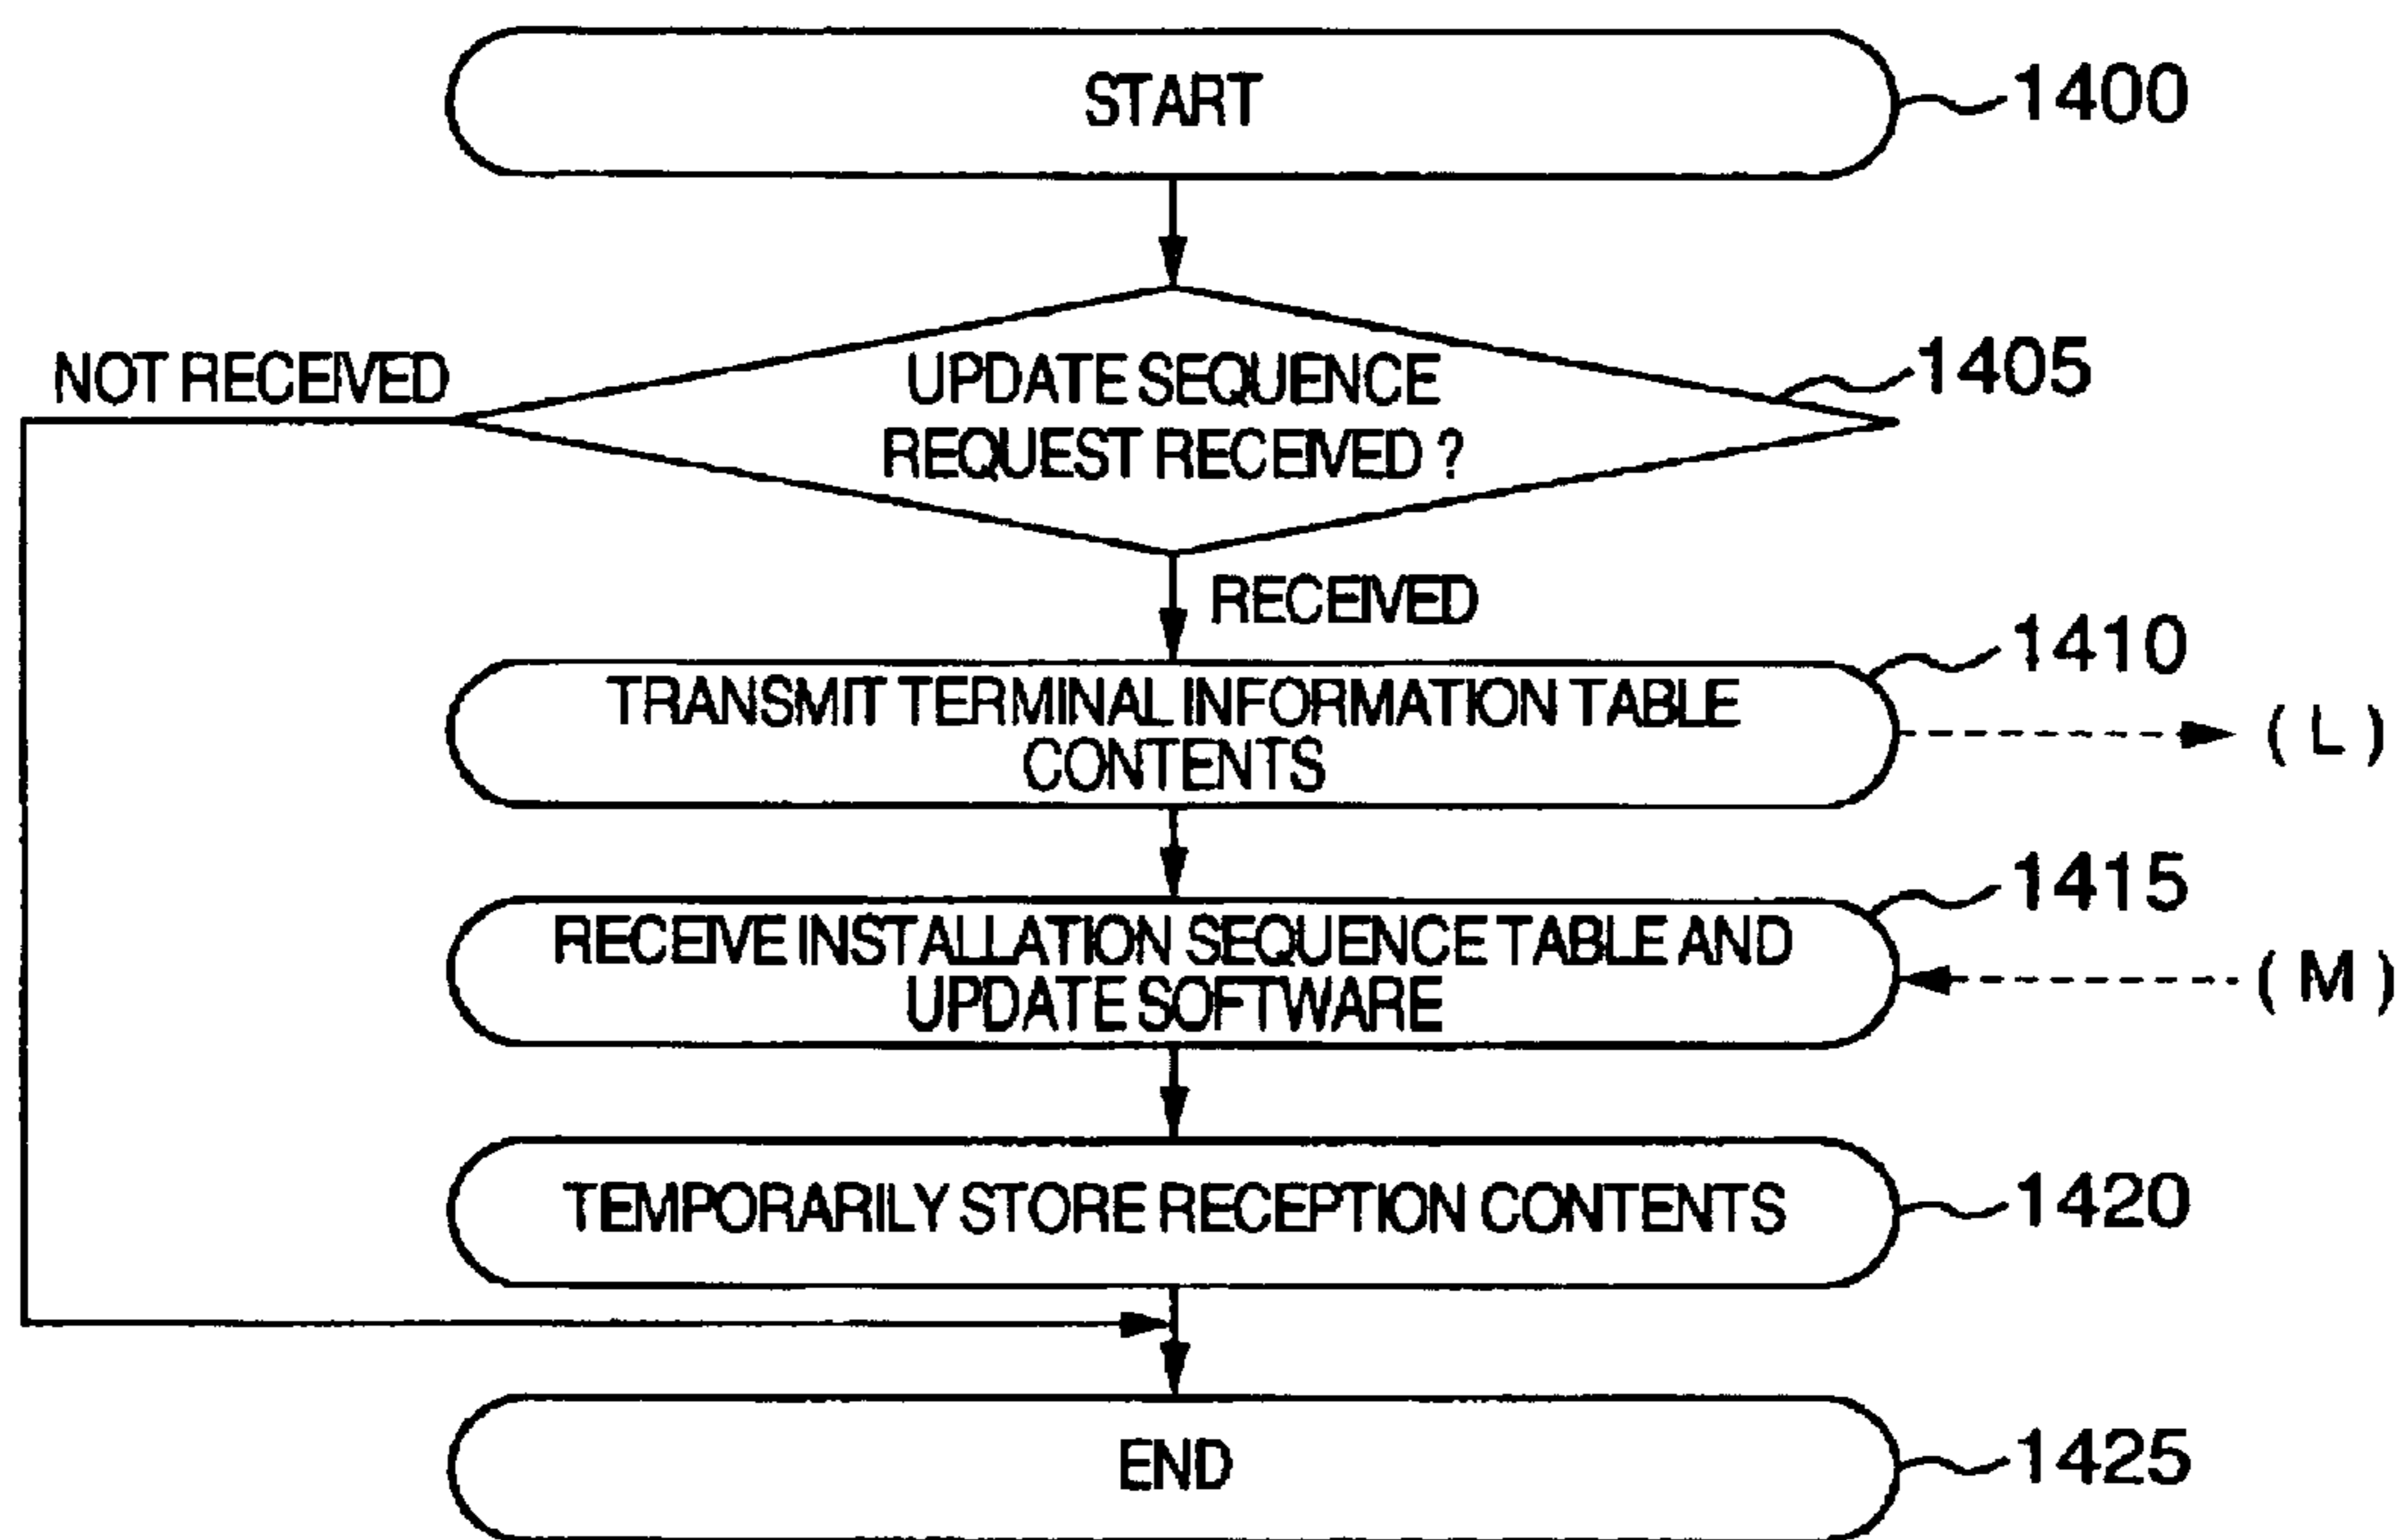 START
1400
UPDATE SEQUENCE
REQUEST RECEIVED ?
1405
NOT RECEIVED
RECEIVED
1410
TRANSMIT TERMINAL INFORMATION TABLE
CONTENTS
( L )
1415
RECEIVE INSTALLATION SEQUENCE TABLE AND
UPDATE SOFTWARE
( M )
TEMPORARILY STORE RECEPTION CONTENTS
1420
END
1425